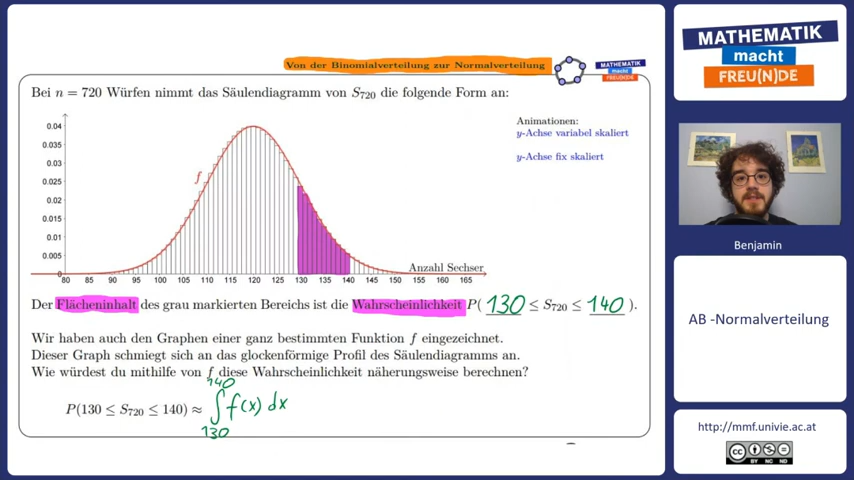 Von der Binomialverteilung zur Normalverteilung
MATHEMATIK
macht
FREU(N)DE
Bei n = 720 Würfen nimmt das Säulendiagramm von S₇₂₀ die folgende Form an:
Animationen:
y-Achse variabel skaliert
y-Achse fix skaliert
0.04
0.035
0.03
0.025
0.02
0.015
0.01
0.005
0
f
Anzahl Sechser
80 85 90 95 100 105 110 115 120 125 130 135 140 145 150 155 160 165
Der Flächeninhalt des grau markierten Bereichs ist die Wahrscheinlichkeit P( 130 ≤ S₇₂₀ ≤ 140 ).
Wir haben auch den Graphen einer ganz bestimmten Funktion f eingezeichnet.
Dieser Graph schmiegt sich an das glockenförmige Profil des Säulendiagramms an.
Wie würdest du mithilfe von f diese Wahrscheinlichkeit näherungsweise berechnen?
140
P(130 ≤ S₇₂₀ ≤ 140) ≈ ∫ f(x) dx
130
MATHEMATIK
macht
FREU(N)DE
Benjamin
AB -Normalverteilung
http://mmf.univie.ac.at
cc
BY NC ND